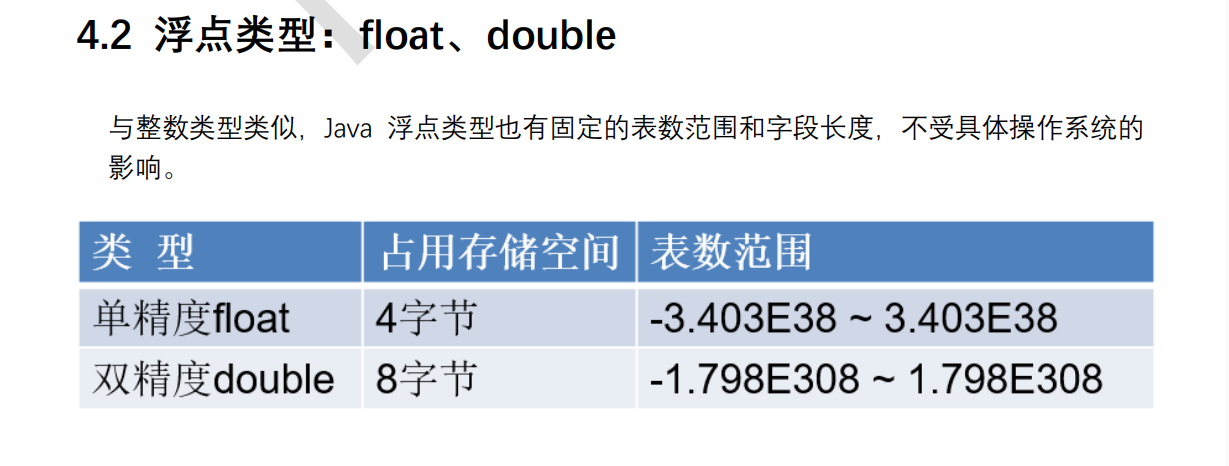 4.2 浮点类型：float、double
与整数类型类似，Java 浮点类型也有固定的表数范围和字段长度，不受具体操作系统的
影响。
类 型 占用存储空间 表数范围
单精度float 4字节 -3.403E38 ~ 3.403E38
双精度double 8字节 -1.798E308 ~ 1.798E308